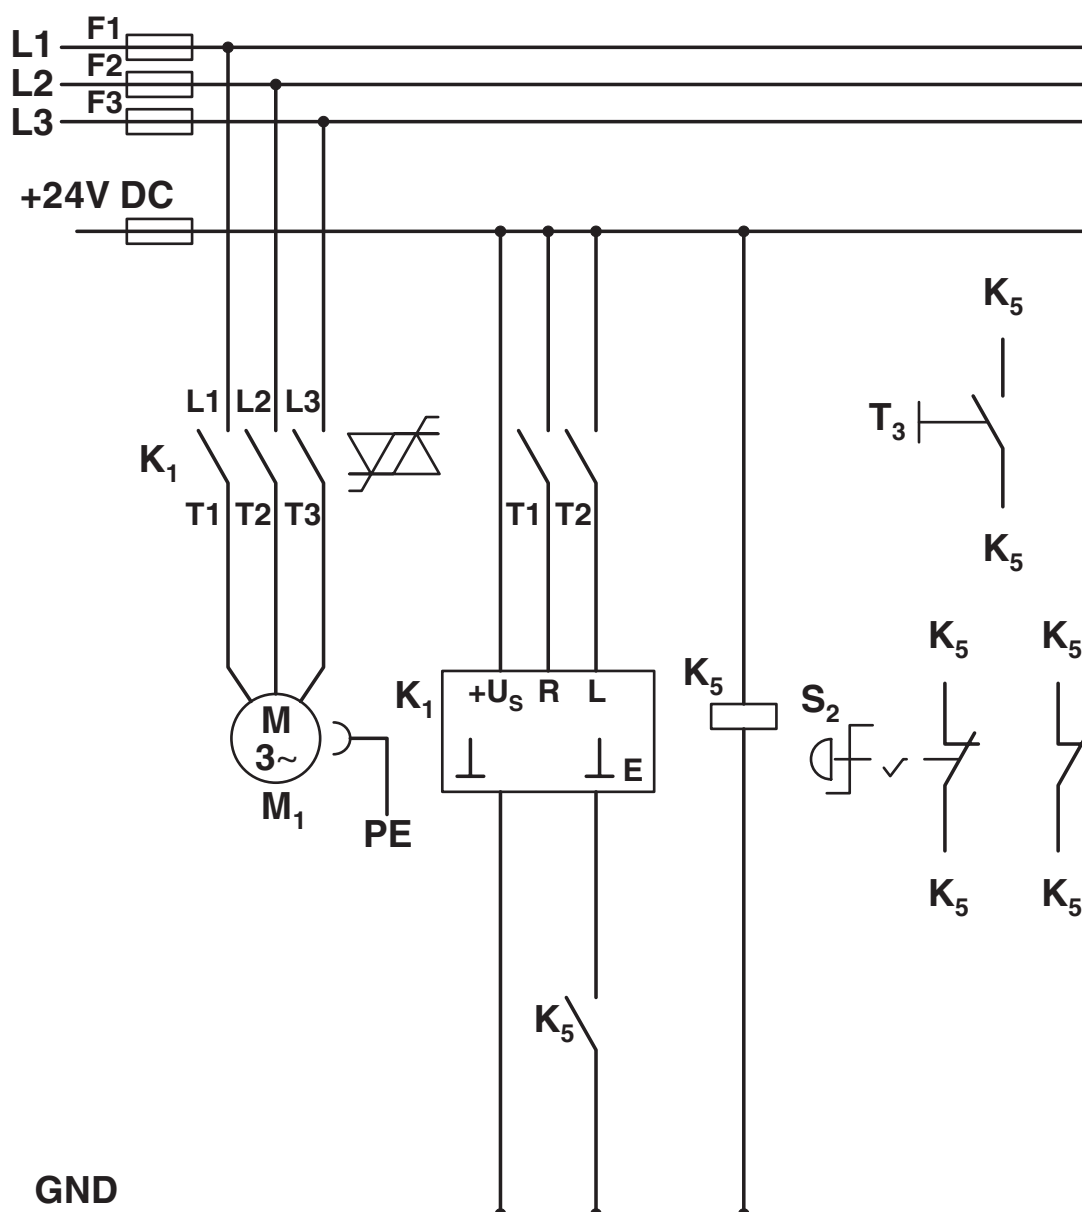 L1 F1
L2 F2
L3 F3
+24V DC
K5
L1 L2 L3
T3
K1
T1 T2 T3 T1 T2
K5
K5 K5
K1 +US R L K5 S2
M
3~ E
M1 PE
K5 K5
K5
GND